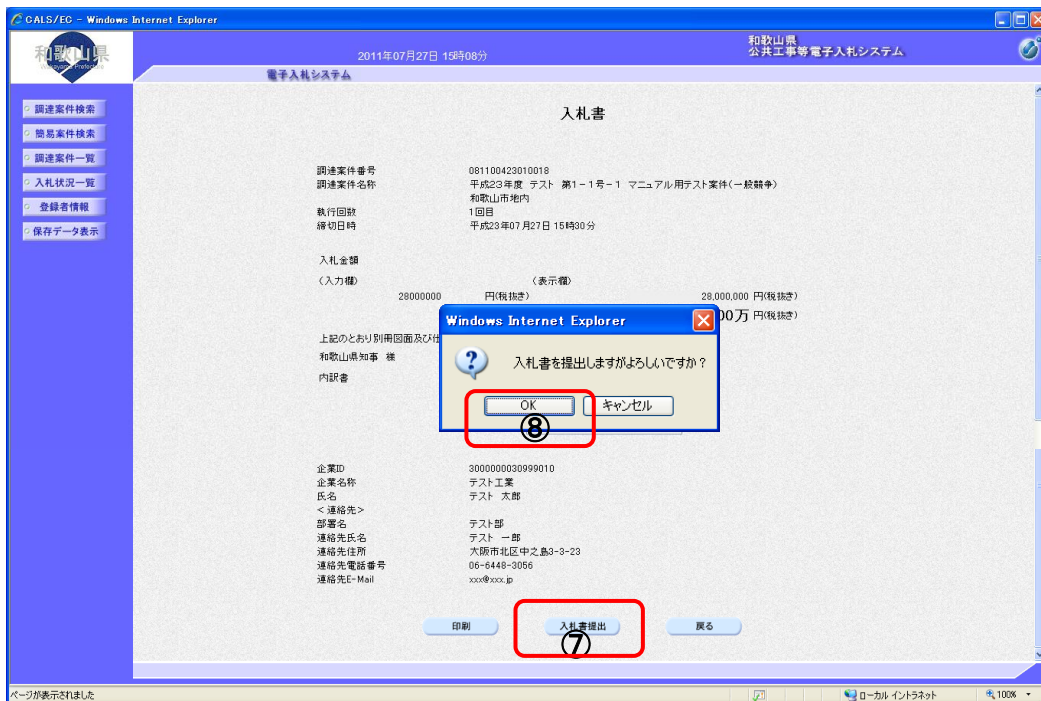 CALS/EC - Windows Internet Explorer
和歌山県
Wakayama Prefecture
2011年07月27日 15時08分
和歌山県
公共工事等電子入札システム
電子入札システム
調達案件検索
簡易案件検索
調達案件一覧
入札状況一覧
登録者情報
保存データ表示
入札書
調達案件番号 081100423010018
調達案件名称 平成23年度 テスト 第1-1号-1 マニュアル用テスト案件(一般競争)
和歌山市地内
執行回数 1回目
締切日時 平成23年07月27日 15時30分
入札金額
(入力欄) (表示欄)
28000000 円(税抜き) 28,000,000 円(税抜き)
00万 円(税抜き)
上記のとおり別冊図面及び仕
和歌山県知事 様
内訳書
Windows Internet Explorer
入札書を提出しますがよろしいですか?
OK キャンセル
⑧
企業ID 3000000030999010
企業名称 テスト工業
氏名 テスト 太郎
<連絡先>
部署名 テスト部
連絡先氏名 テスト 一郎
連絡先住所 大阪市北区中之島3-3-23
連絡先電話番号 06-6448-3056
連絡先E-Mail xxx@xxx.jp
印刷 入札書提出 戻る
⑦
ページが表示されました ローカル イントラネット 100%